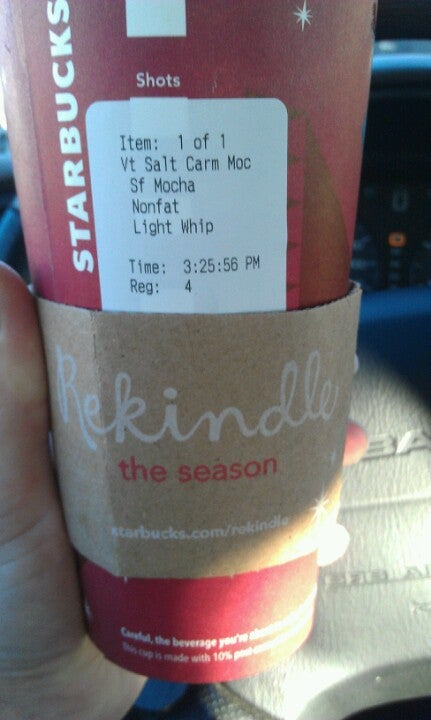 STARBUCKS
Shots
Item: 1 of 1
Vt Salt Carm Moc
Sf Mocha
Nonfat
Light Whip
Time: 3:25:56 PM
Reg: 4
Rekindle
the season
starbucks.com/rekindle
Careful, the beverage you're
This cup is made with 10%